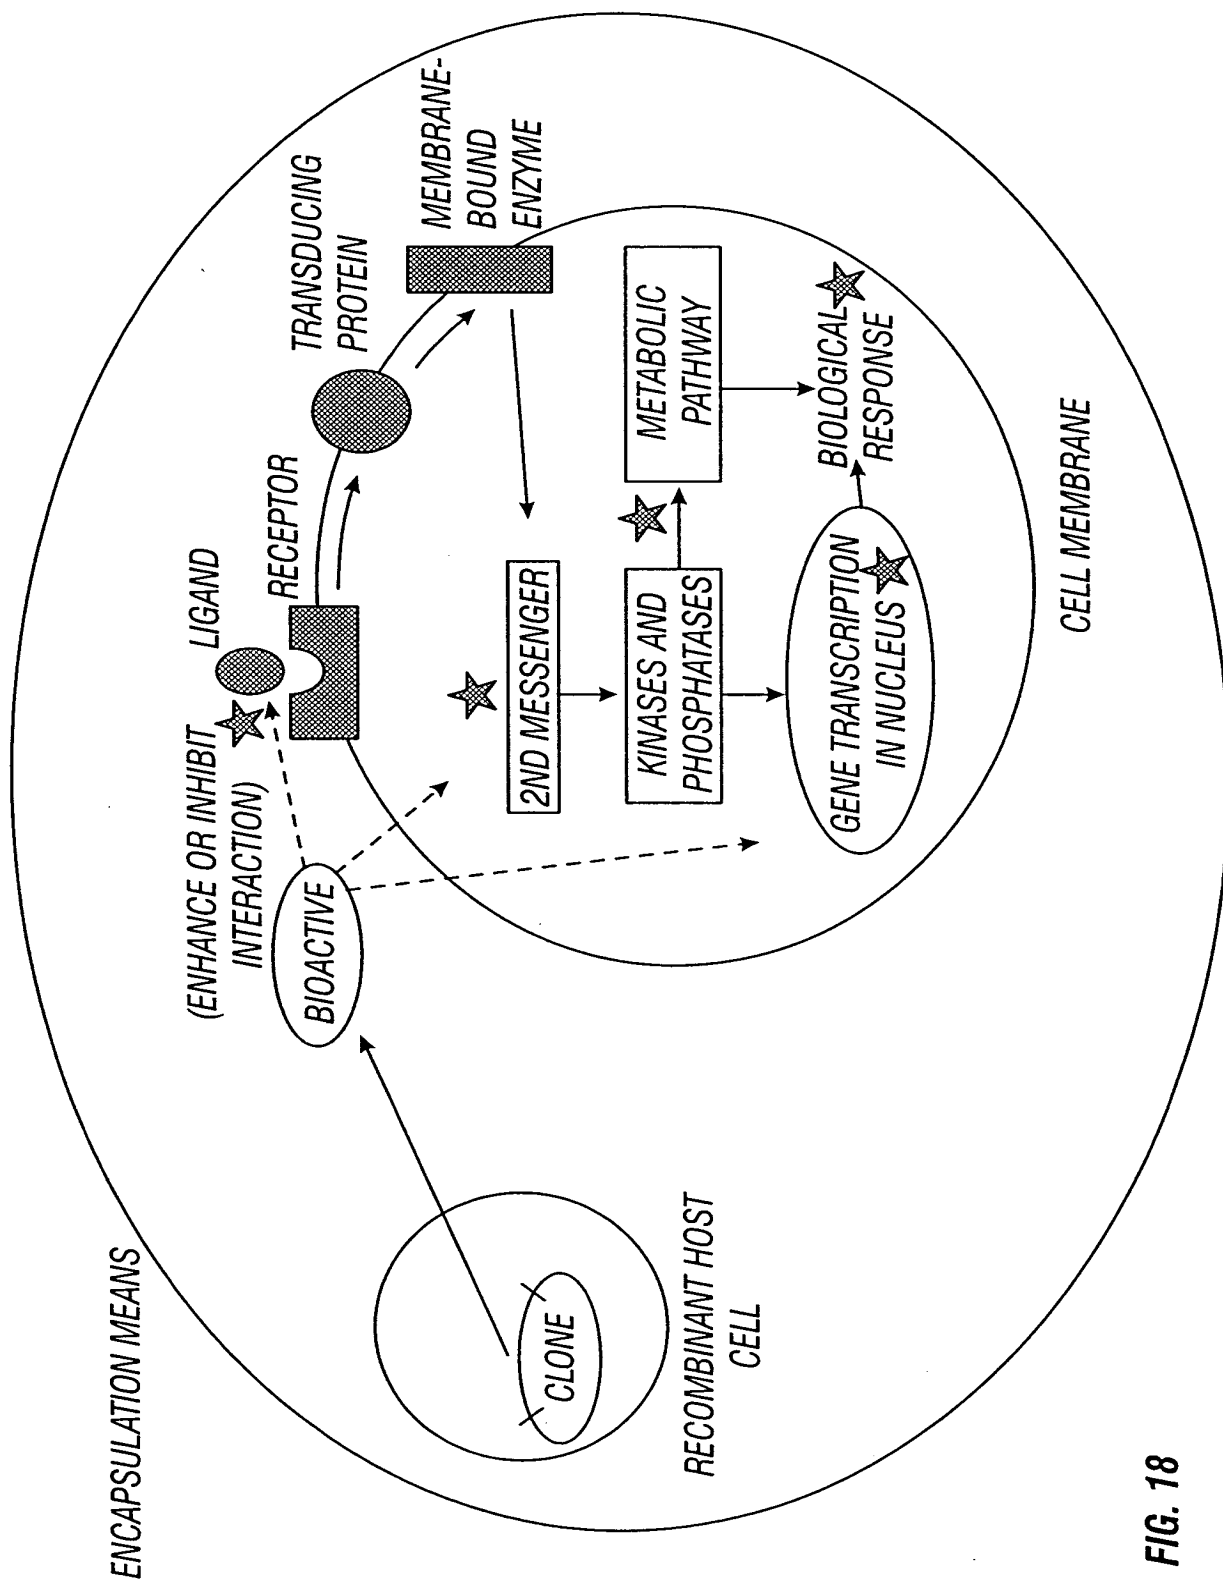 ENCAPSULATION MEANS
(ENHANCE OR INHIBIT
INTERACTION)
LIGAND
RECEPTOR
TRANSDUCING
PROTEIN
MEMBRANE-
BOUND
ENZYME
BIOACTIVE
2ND MESSENGER
KINASES AND
PHOSPHATASES
METABOLIC
PATHWAY
GENE TRANSCRIPTION
IN NUCLEUS
BIOLOGICAL
RESPONSE
CLONE
RECOMBINANT HOST
CELL
CELL MEMBRANE
FIG. 18